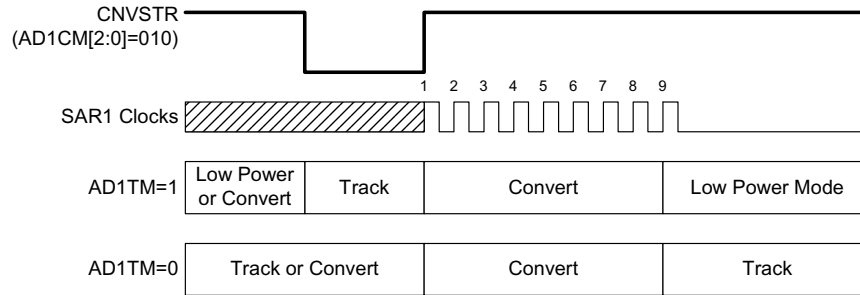 CNVSTR
(AD1CM[2:0]=010)
1 2 3 4 5 6 7 8 9
SAR1 Clocks
AD1TM=1
Low Power
or Convert
Track
Convert
Low Power Mode
AD1TM=0
Track or Convert
Convert
Track